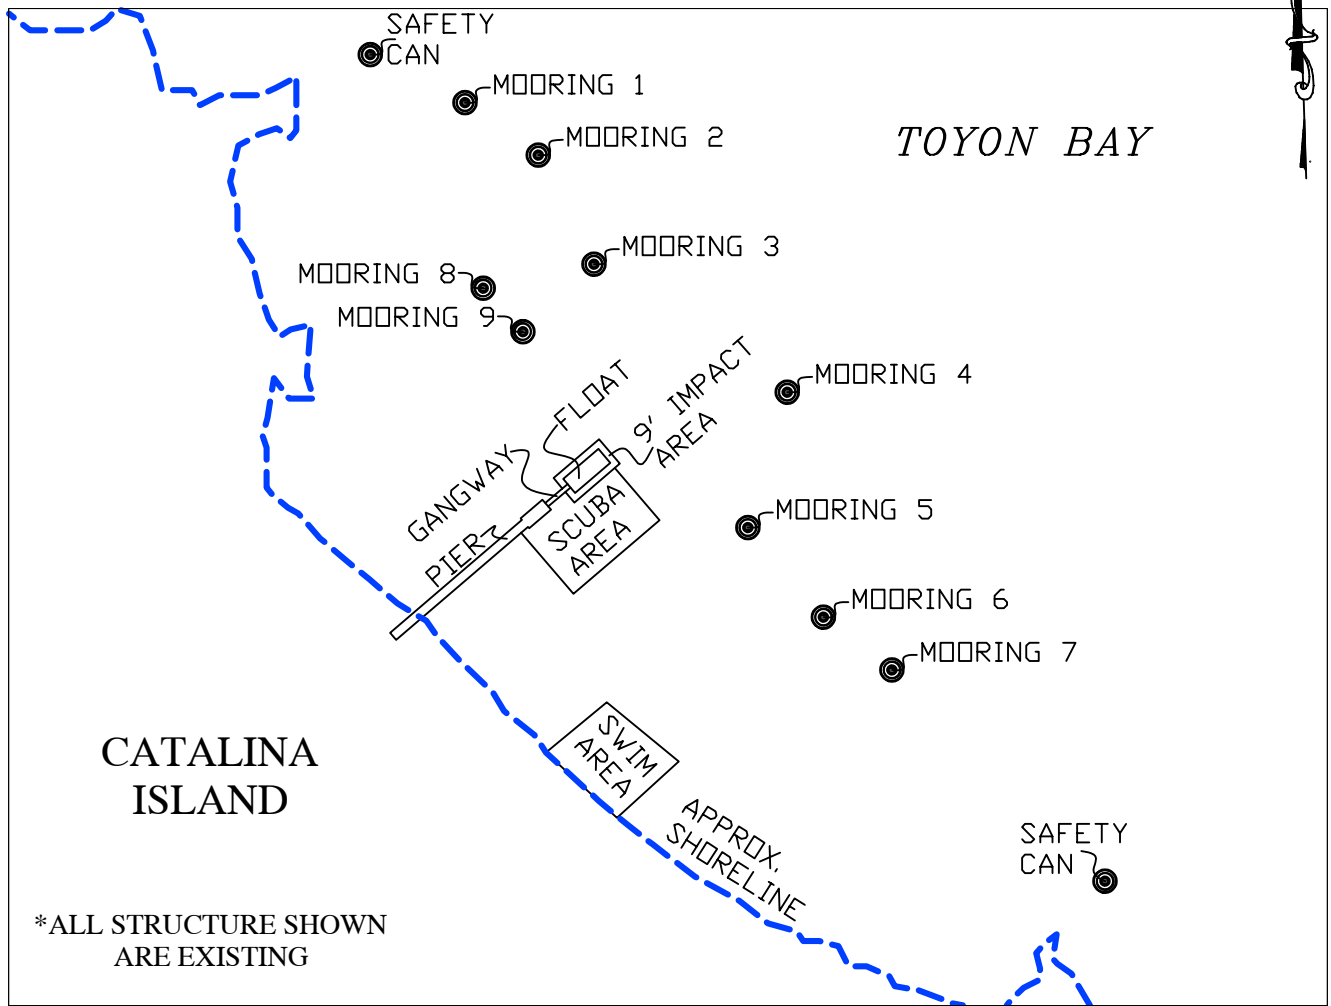 SAFETY
CAN
MOORING 1
MOORING 2
TOYON BAY
MOORING 3
MOORING 8
MOORING 9
MOORING 4
FLOAT
9' IMPACT
AREA
GANGWAY
PIER
SCUBA
AREA
MOORING 5
MOORING 6
MOORING 7
SWIM
AREA
CATALINA
ISLAND
APPROX.
SHORELINE
SAFETY
CAN
*ALL STRUCTURE SHOWN
ARE EXISTING